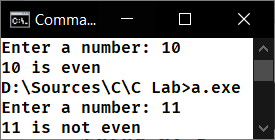 Comma...
Enter a number: 10
10 is even
D:\Sources\C\C Lab>a.exe
Enter a number: 11
11 is not even